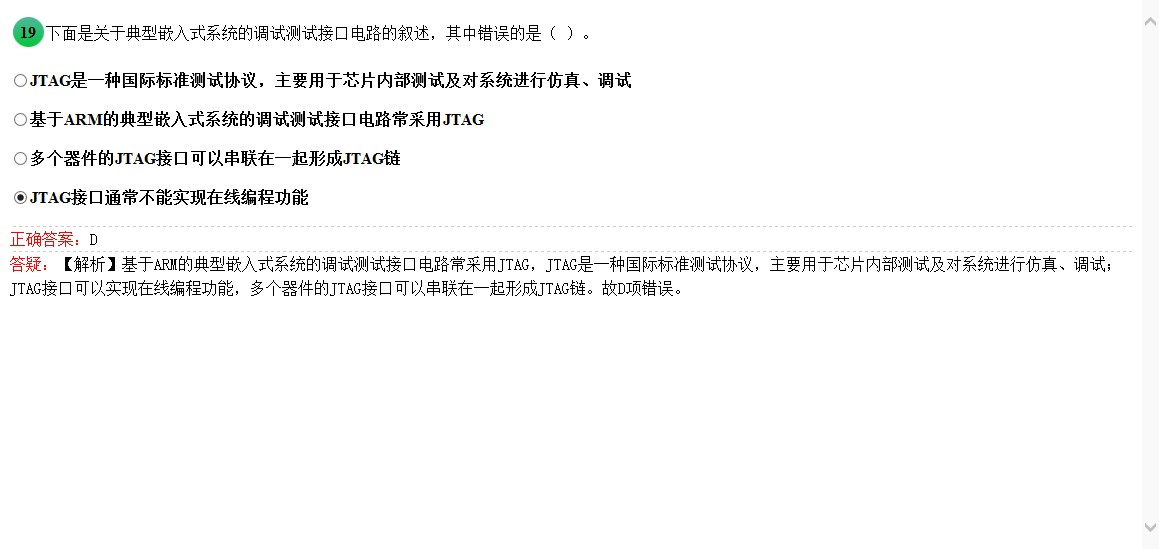 19 下面是关于典型嵌入式系统的调试测试接口电路的叙述，其中错误的是（ ）。
JTAG是一种国际标准测试协议，主要用于芯片内部测试及对系统进行仿真、调试
基于ARM的典型嵌入式系统的调试测试接口电路常采用JTAG
多个器件的JTAG接口可以串联在一起形成JTAG链
JTAG接口通常不能实现在线编程功能
正确答案：D
答疑：【解析】基于ARM的典型嵌入式系统的调试测试接口电路常采用JTAG，JTAG是一种国际标准测试协议，主要用于芯片内部测试及对系统进行仿真、调试；
JTAG接口可以实现在线编程功能，多个器件的JTAG接口可以串联在一起形成JTAG链。故D项错误。